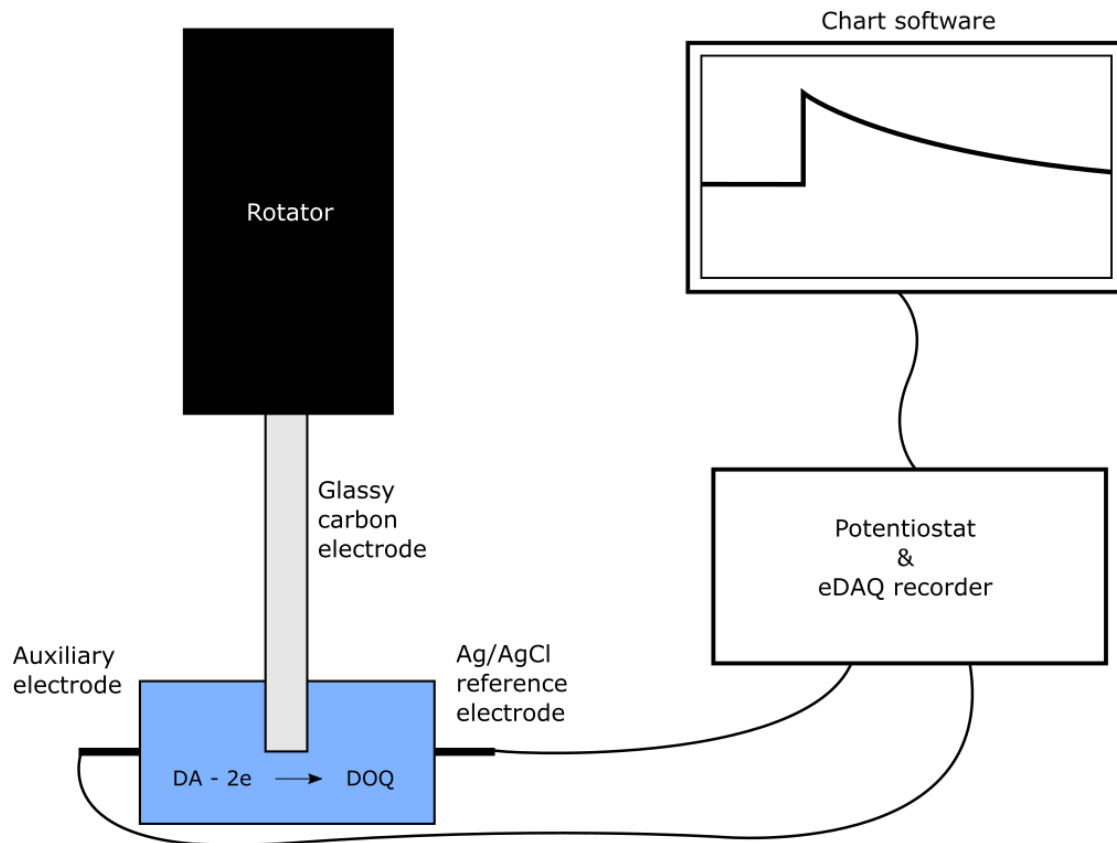 Chart software
Rotator
Glassy
carbon
electrode
Potentiostat
&
eDAQ recorder
Auxiliary
electrode
Ag/AgCl
reference
electrode
DA - 2e → DOQ